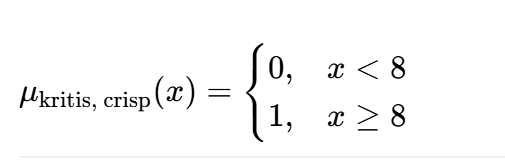 μkritis, crisp(x) = { 0, x < 8
1, x ≥ 8